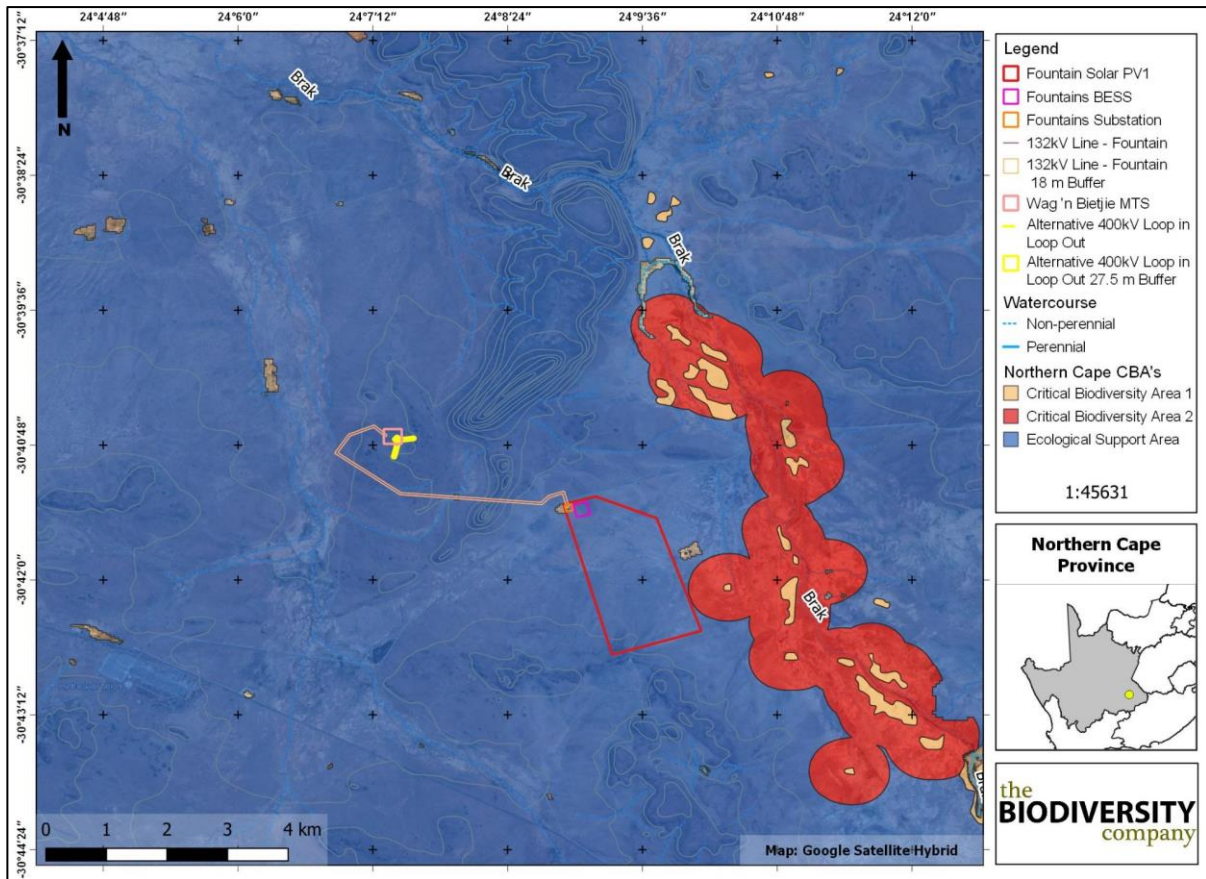 24°4'48" 24°6'0" 24°7'12" 24°8'24" 24°9'36" 24°10'48" 24°12'0"
-30°37'12"
-30°38'24"
-30°39'36"
-30°40'48"
-30°42'0"
-30°43'12"
-30°44'24"
N
Brak
Brak
Brak
Brak
0 1 2 3 4 km
Map: Google Satellite Hybrid
Legend
Fountain Solar PV1
Fountains BESS
Fountains Substation
132kV Line - Fountain
132kV Line - Fountain
18 m Buffer
Wag 'n Bietjie MTS
Alternative 400kV Loop in
Loop Out
Alternative 400kV Loop in
Loop Out 27.5 m Buffer
Watercourse
Non-perennial
Perennial
Northern Cape CBA's
Critical Biodiversity Area 1
Critical Biodiversity Area 2
Ecological Support Area
1:45631
Northern Cape
Province
the
BIODIVERSITY
company